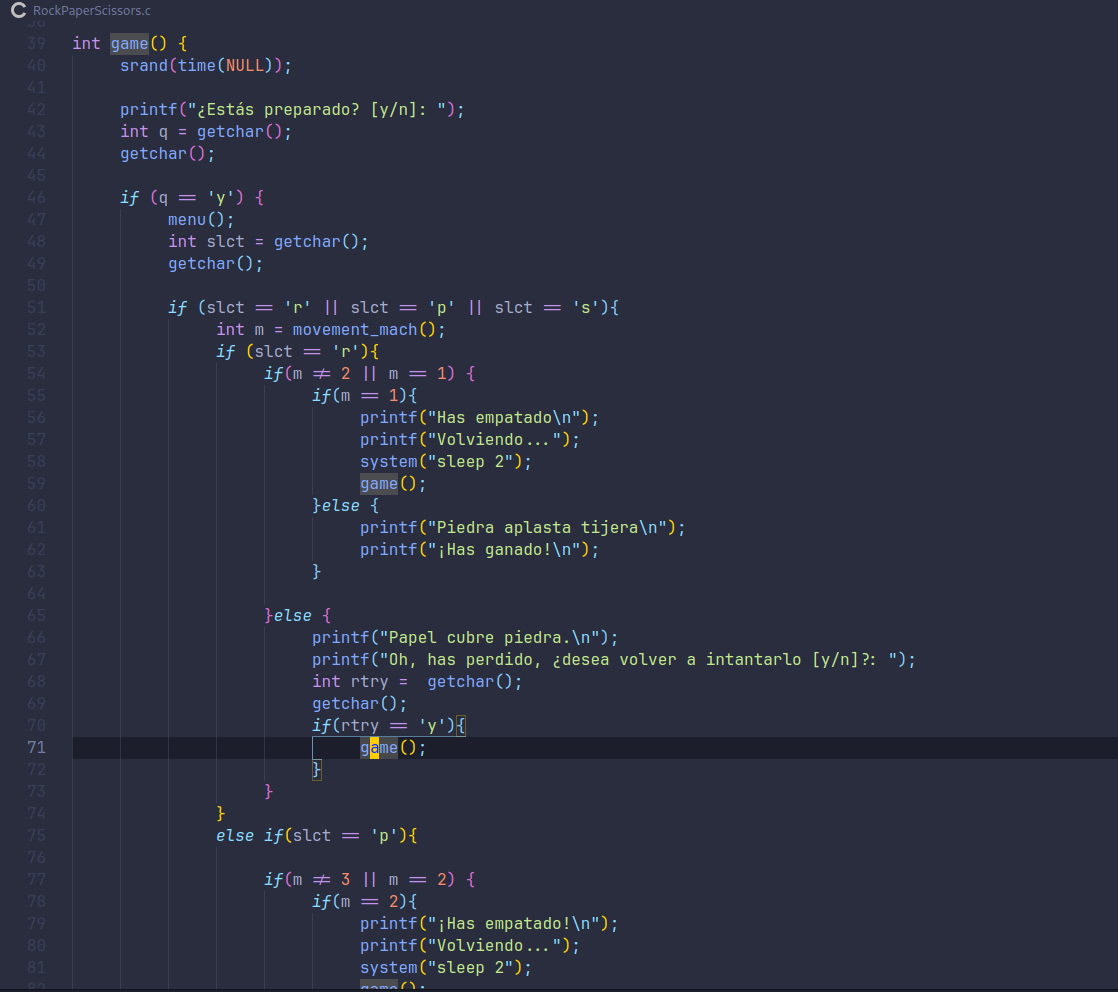 RockPaperScissors.c
38
39 int game() {
40 srand(time(NULL));
41
42 printf("¿Estás preparado? [y/n]: ");
43 int q = getchar();
44 getchar();
45
46 if (q == 'y') {
47 menu();
48 int slct = getchar();
49 getchar();
50
51 if (slct == 'r' || slct == 'p' || slct == 's'){
52 int m = movement_mach();
53 if (slct == 'r'){
54 if(m != 2 || m == 1) {
55 if(m == 1){
56 printf("Has empatado\n");
57 printf("Volviendo...");
58 system("sleep 2");
59 game();
60 }else {
61 printf("Piedra aplasta tijera\n");
62 printf("¡Has ganado!\n");
63 }
64
65 }else {
66 printf("Papel cubre piedra.\n");
67 printf("Oh, has perdido, ¿desea volver a intantarlo [y/n]?: ");
68 int rtry =  getchar();
69 getchar();
70 if(rtry == 'y'){
71 game();
72 }
73 }
74 }
75 else if(slct == 'p'){
76
77 if(m != 3 || m == 2) {
78 if(m == 2){
79 printf("¡Has empatado!\n");
80 printf("Volviendo...");
81 system("sleep 2");
82 game();